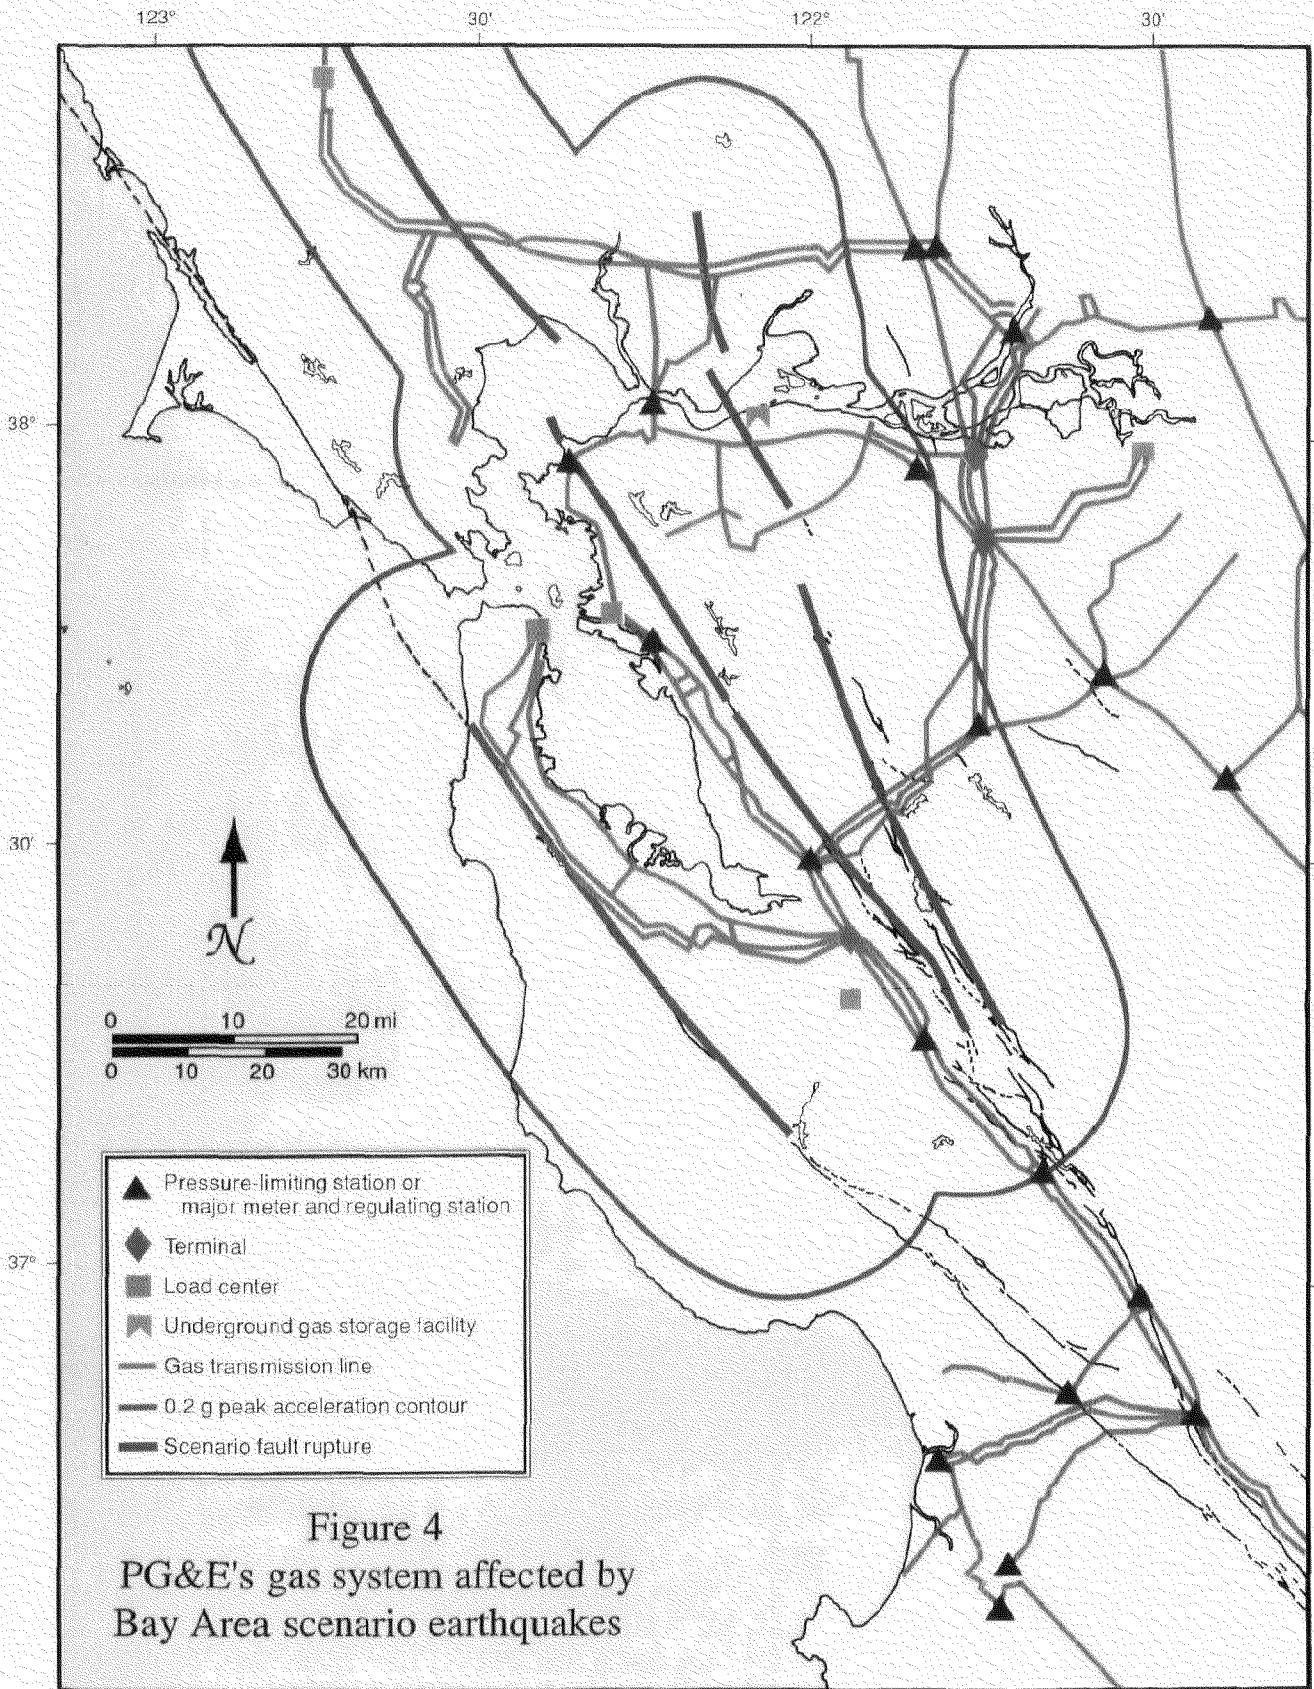 123°
30'
122°
30'
38°
30'
N
0 10 20 mi
0 10 20 30 km
37°
Pressure-limiting station or
major meter and regulating station
Terminal
Load center
Underground gas storage facility
Gas transmission line
0.2 g peak acceleration contour
Scenario fault rupture
Figure 4
PG&E's gas system affected by
Bay Area scenario earthquakes